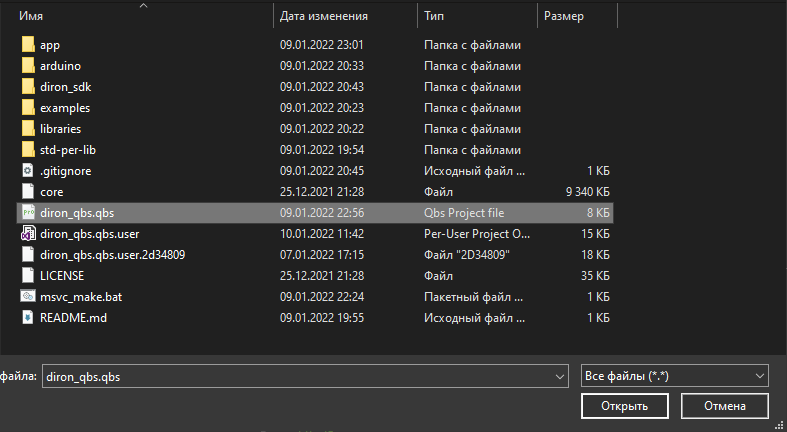 Имя Дата изменения Тип Размер
app 09.01.2022 23:01 Папка с файлами
arduino 09.01.2022 20:33 Папка с файлами
diron_sdk 09.01.2022 20:43 Папка с файлами
examples 09.01.2022 20:23 Папка с файлами
libraries 09.01.2022 20:22 Папка с файлами
std-per-lib 09.01.2022 19:54 Папка с файлами
.gitignore 09.01.2022 20:45 Исходный файл ... 1 КБ
core 25.12.2021 21:28 Файл 9 340 КБ
diron_qbs.qbs 09.01.2022 22:56 Qbs Project file 8 КБ
diron_qbs.qbs.user 10.01.2022 11:42 Per-User Project O... 15 КБ
diron_qbs.qbs.user.2d34809 07.01.2022 17:15 Файл "2D34809" 18 КБ
LICENSE 25.12.2021 21:28 Файл 35 КБ
msvc_make.bat 09.01.2022 22:24 Пакетный файл ... 1 КБ
README.md 09.01.2022 19:55 Исходный файл ... 1 КБ
файла: diron_qbs.qbs Все файлы (*.*)
Открыть Отмена